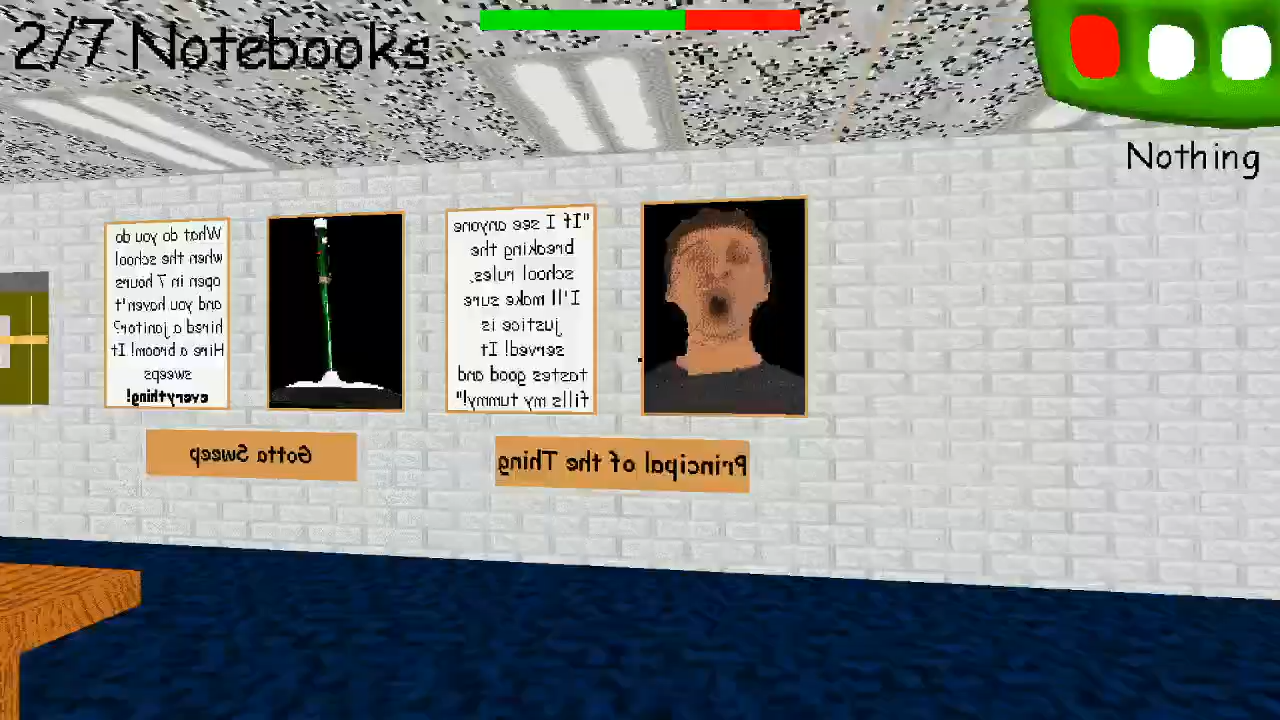 2/7 Notebooks
Nothing
What do you do
when the school
open in 7 hours
and you haven't
hired a janitor?
Hire a broom! It
sweeps
everything!
"If I see anyone
breaking the
school rules,
I'll make sure
justice is
served! It
tastes good and
fills my tummy!"
Gotta Sweep
Principal of the Thing